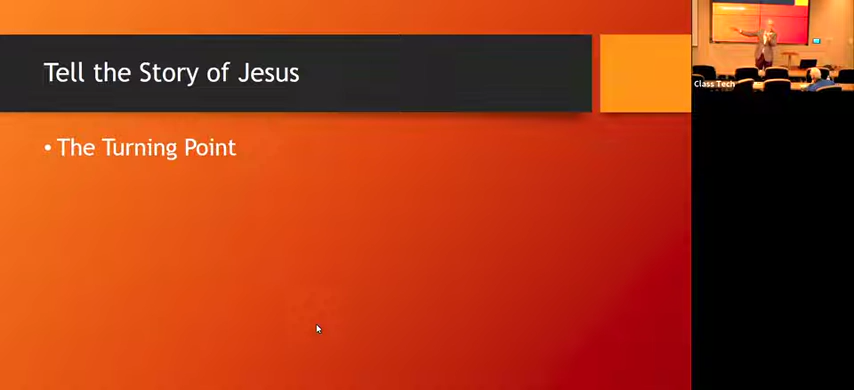 Tell the Story of Jesus
• The Turning Point
Class Tech